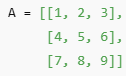 A = [[1, 2, 3],
     [4, 5, 6],
     [7, 8, 9]]